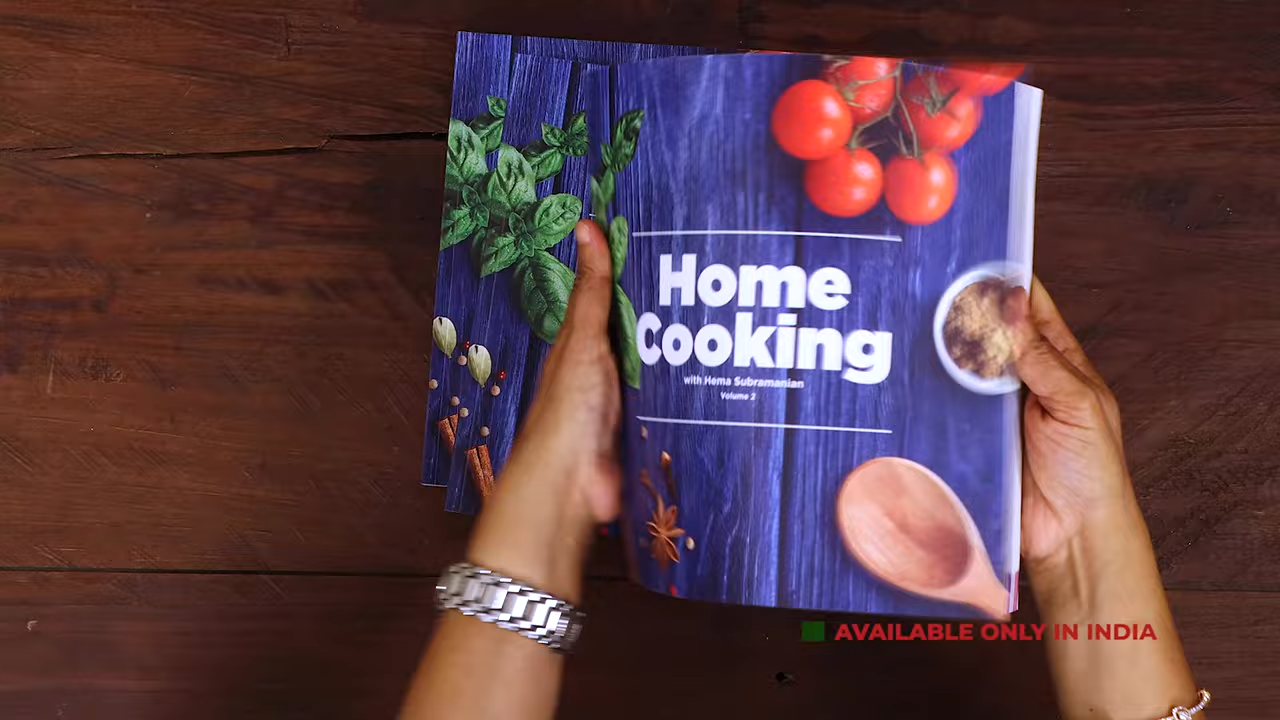 Home
Cooking
with Hema Subramanian
Volume 2
AVAILABLE ONLY IN INDIA